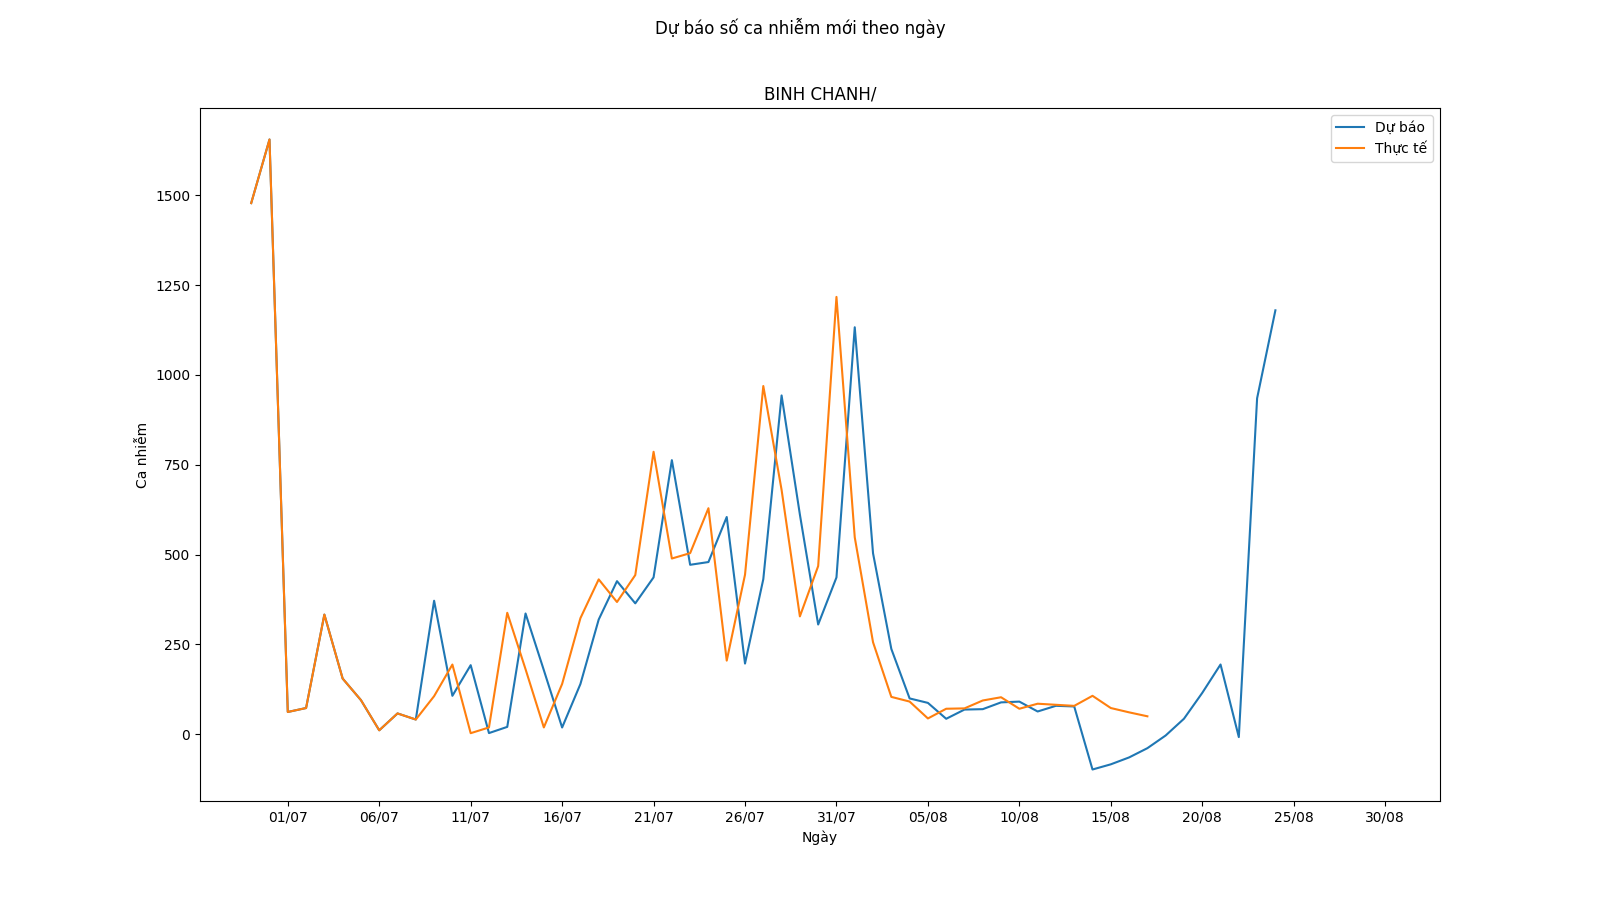 Dự báo số ca nhiễm mới theo ngày
BINH CHANH/
Dự báo
Thực tế
1500
1250
1000
750
500
250
0
Ca nhiễm
01/07 06/07 11/07 16/07 21/07 26/07 31/07 05/08 10/08 15/08 20/08 25/08 30/08
Ngày